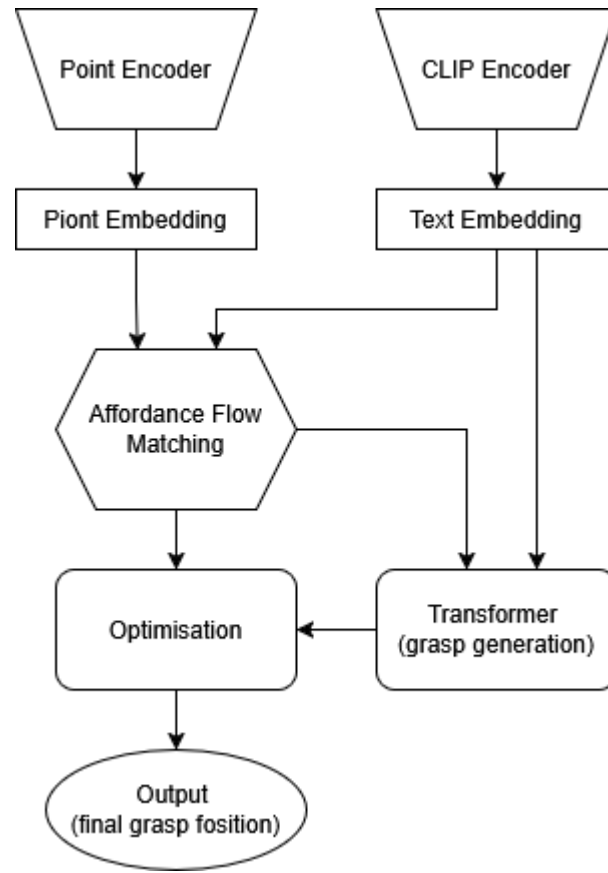 Point Encoder
CLIP Encoder
Piont Embedding
Text Embedding
Affordance Flow
Matching
Optimisation
Transformer
(grasp generation)
Output
(final grasp fosition)